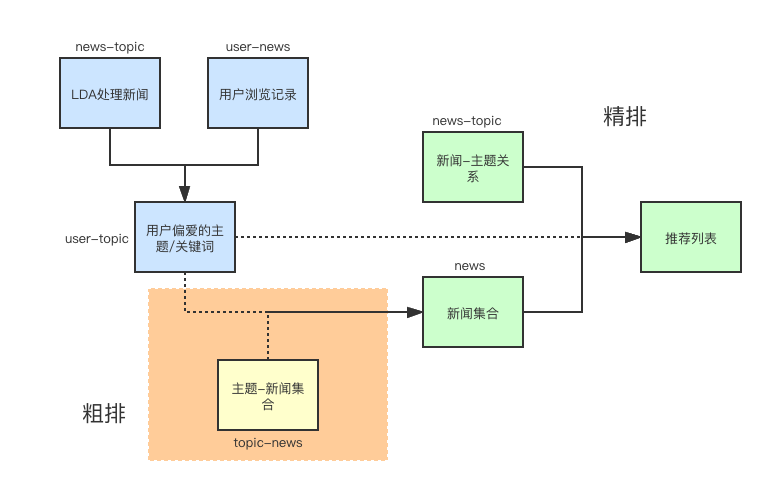 news-topic
user-news
LDA处理新闻
用户浏览记录
news-topic
精排
新闻-主题关
系
user-topic
用户偏爱的主
题/关键词
推荐列表
news
新闻集合
主题-新闻集
合
粗排
topic-news